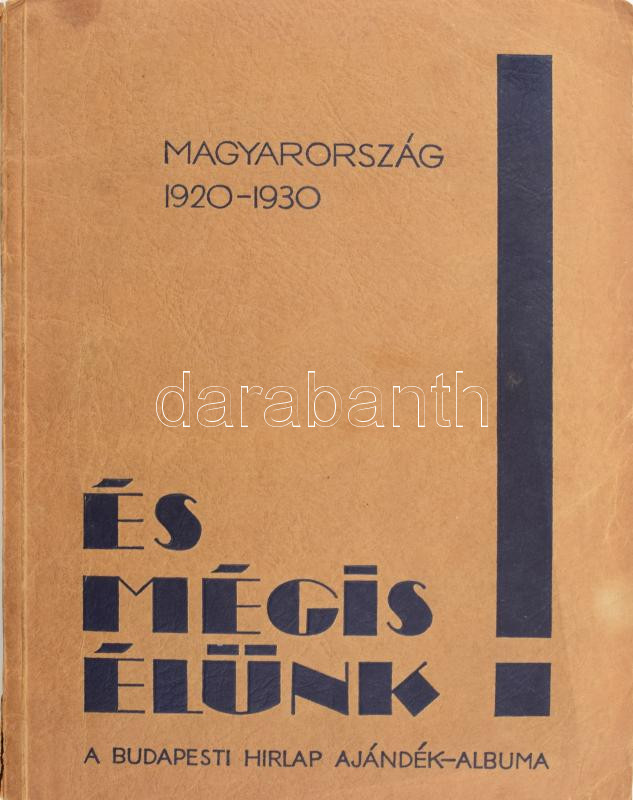 MAGYARORSZÁG
1920-1930
darabanth
ÉS
MÉGIS
ÉLÜNK!
A BUDAPESTI HIRLAP AJÁNDÉK-ALBUMA